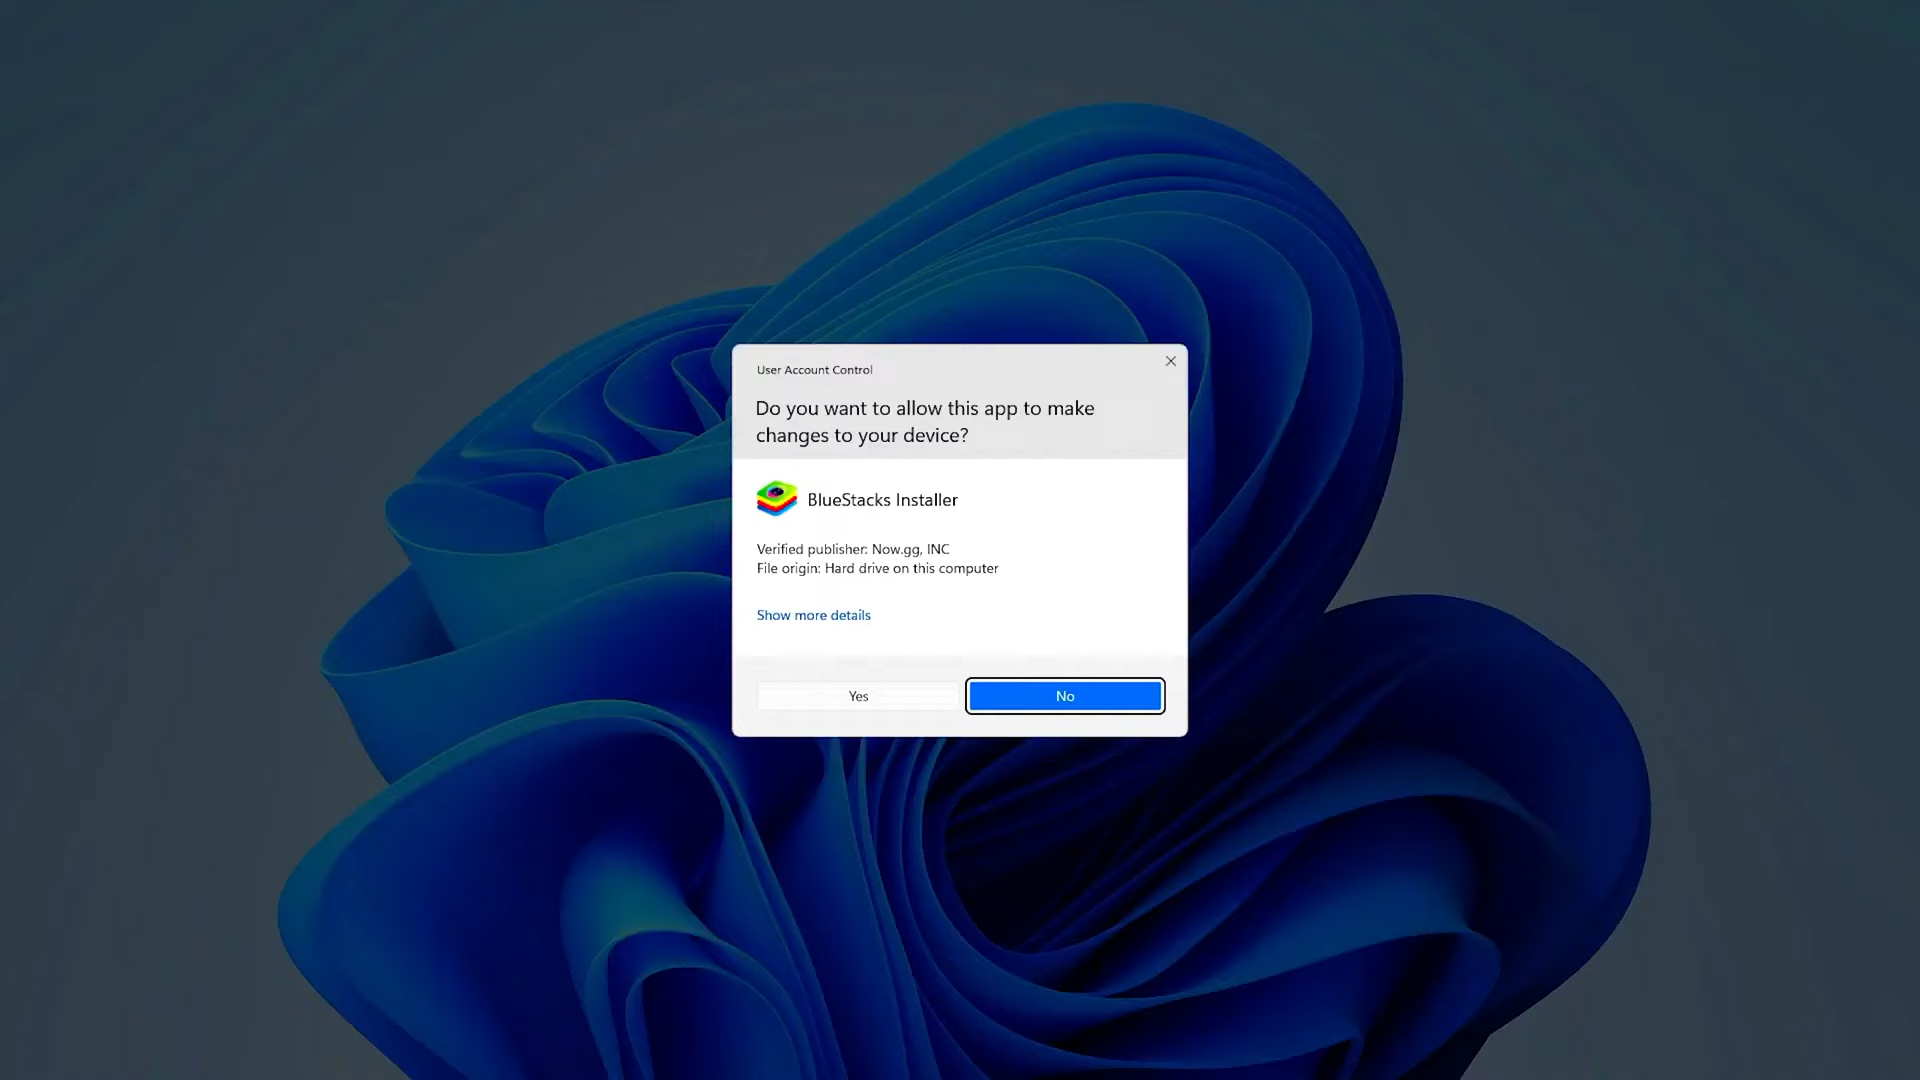 User Account Control
Do you want to allow this app to make
changes to your device?
BlueStacks Installer
Verified publisher: Now.gg, INC
File origin: Hard drive on this computer
Show more details
Yes
No